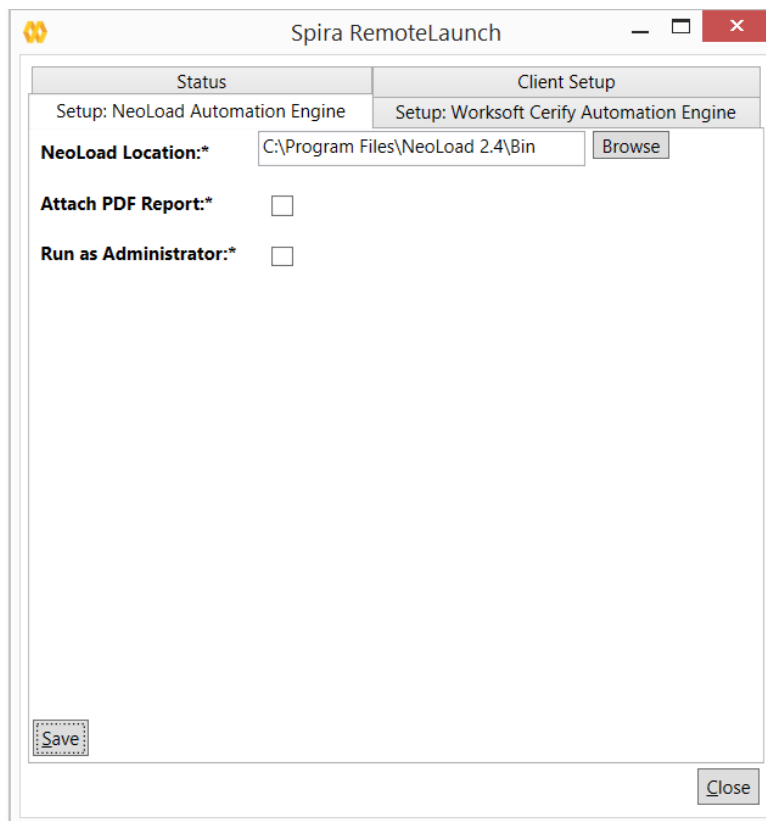 Spira RemoteLaunch
Status
Client Setup
Setup: NeoLoad Automation Engine
Setup: Worksoft Cerify Automation Engine
NeoLoad Location:*
C:\Program Files\NeoLoad 2.4\Bin
Browse
Attach PDF Report:*
Run as Administrator:*
Save
Close